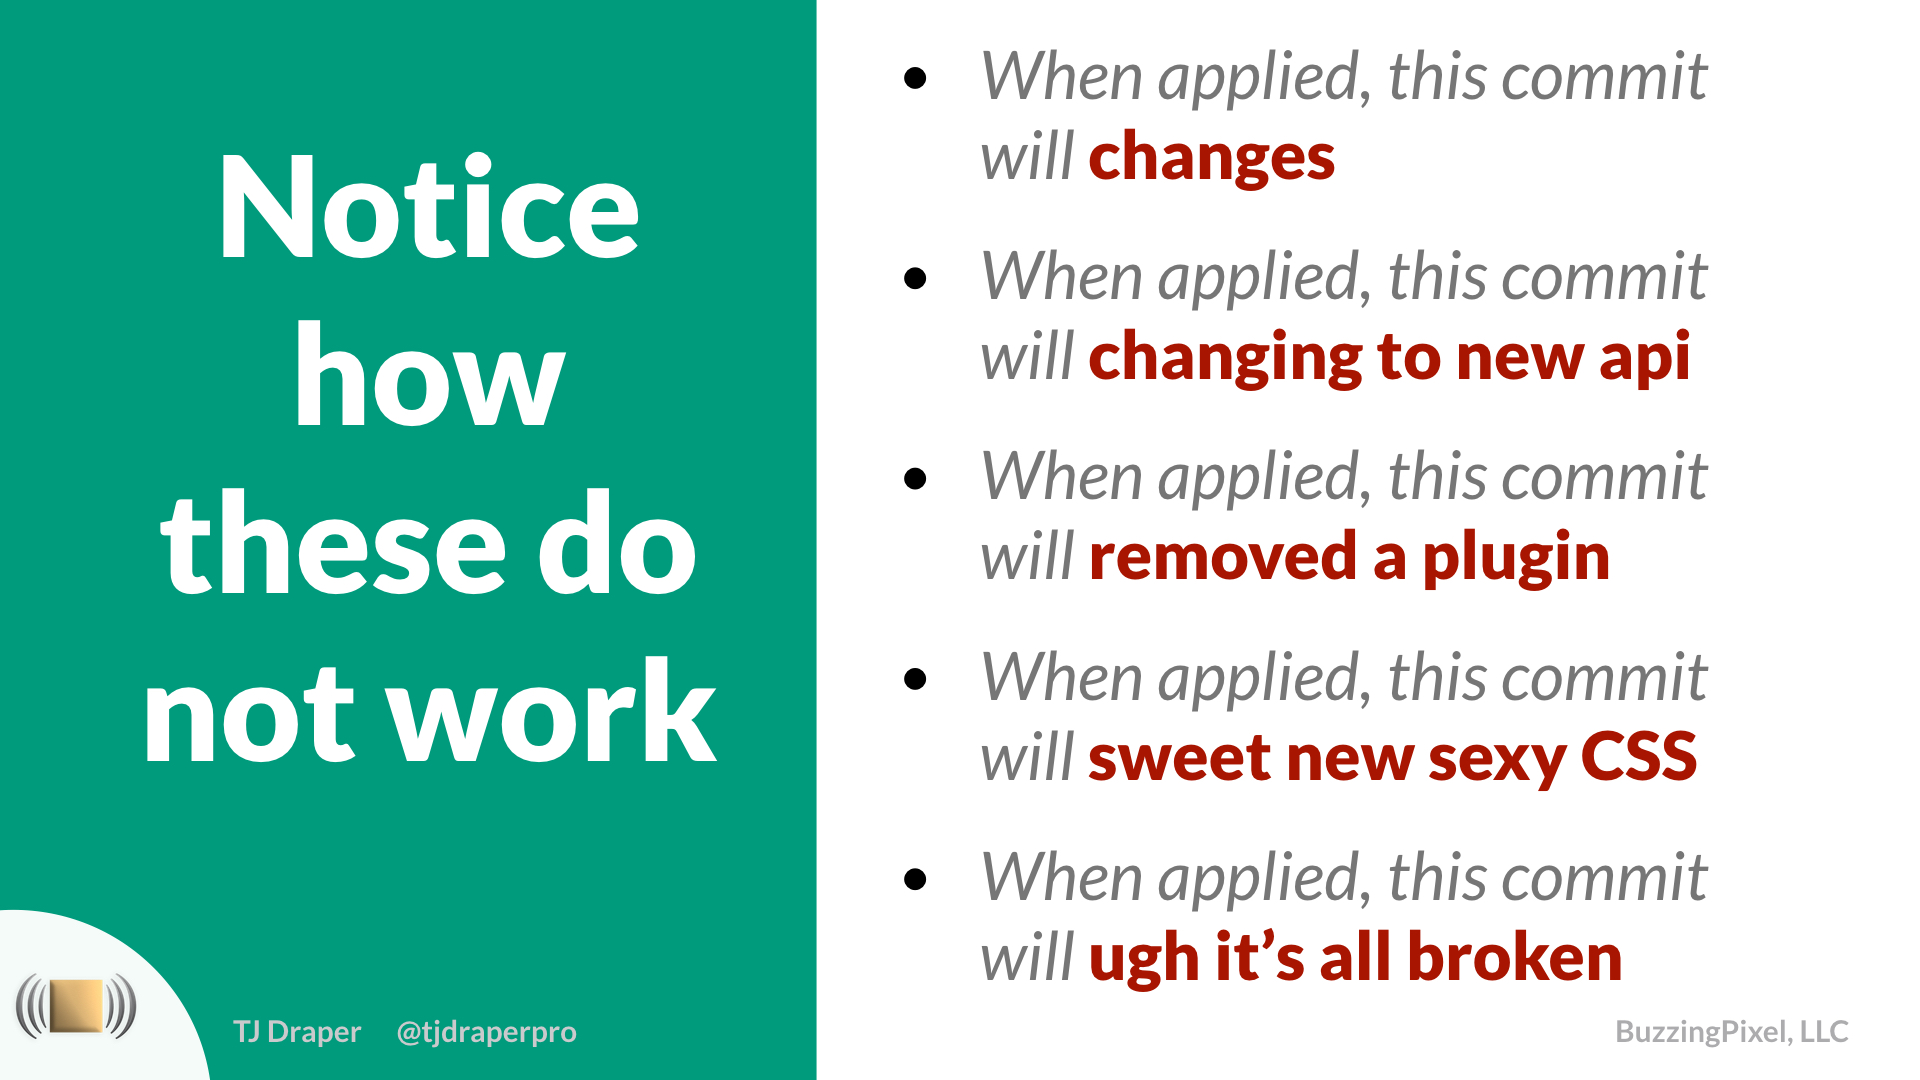 Notice
how
these do
not work
• When applied, this commit
will changes
• When applied, this commit
will changing to new api
• When applied, this commit
will removed a plugin
• When applied, this commit
will sweet new sexy CSS
• When applied, this commit
will ugh it’s all broken
TJ Draper @tjdraperpro
BuzzingPixel, LLC